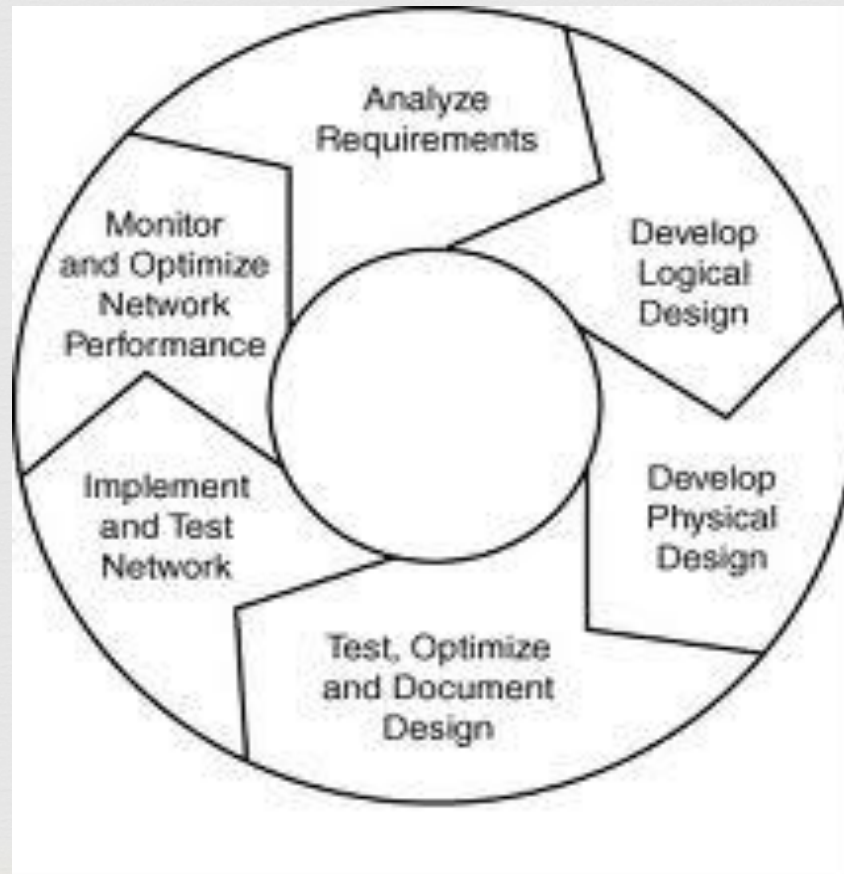 Analyze
Requirements
Develop
Logical
Design
Develop
Physical
Design
Test, Optimize
and Document
Design
Implement
and Test
Network
Monitor
and Optimize
Network
Performance